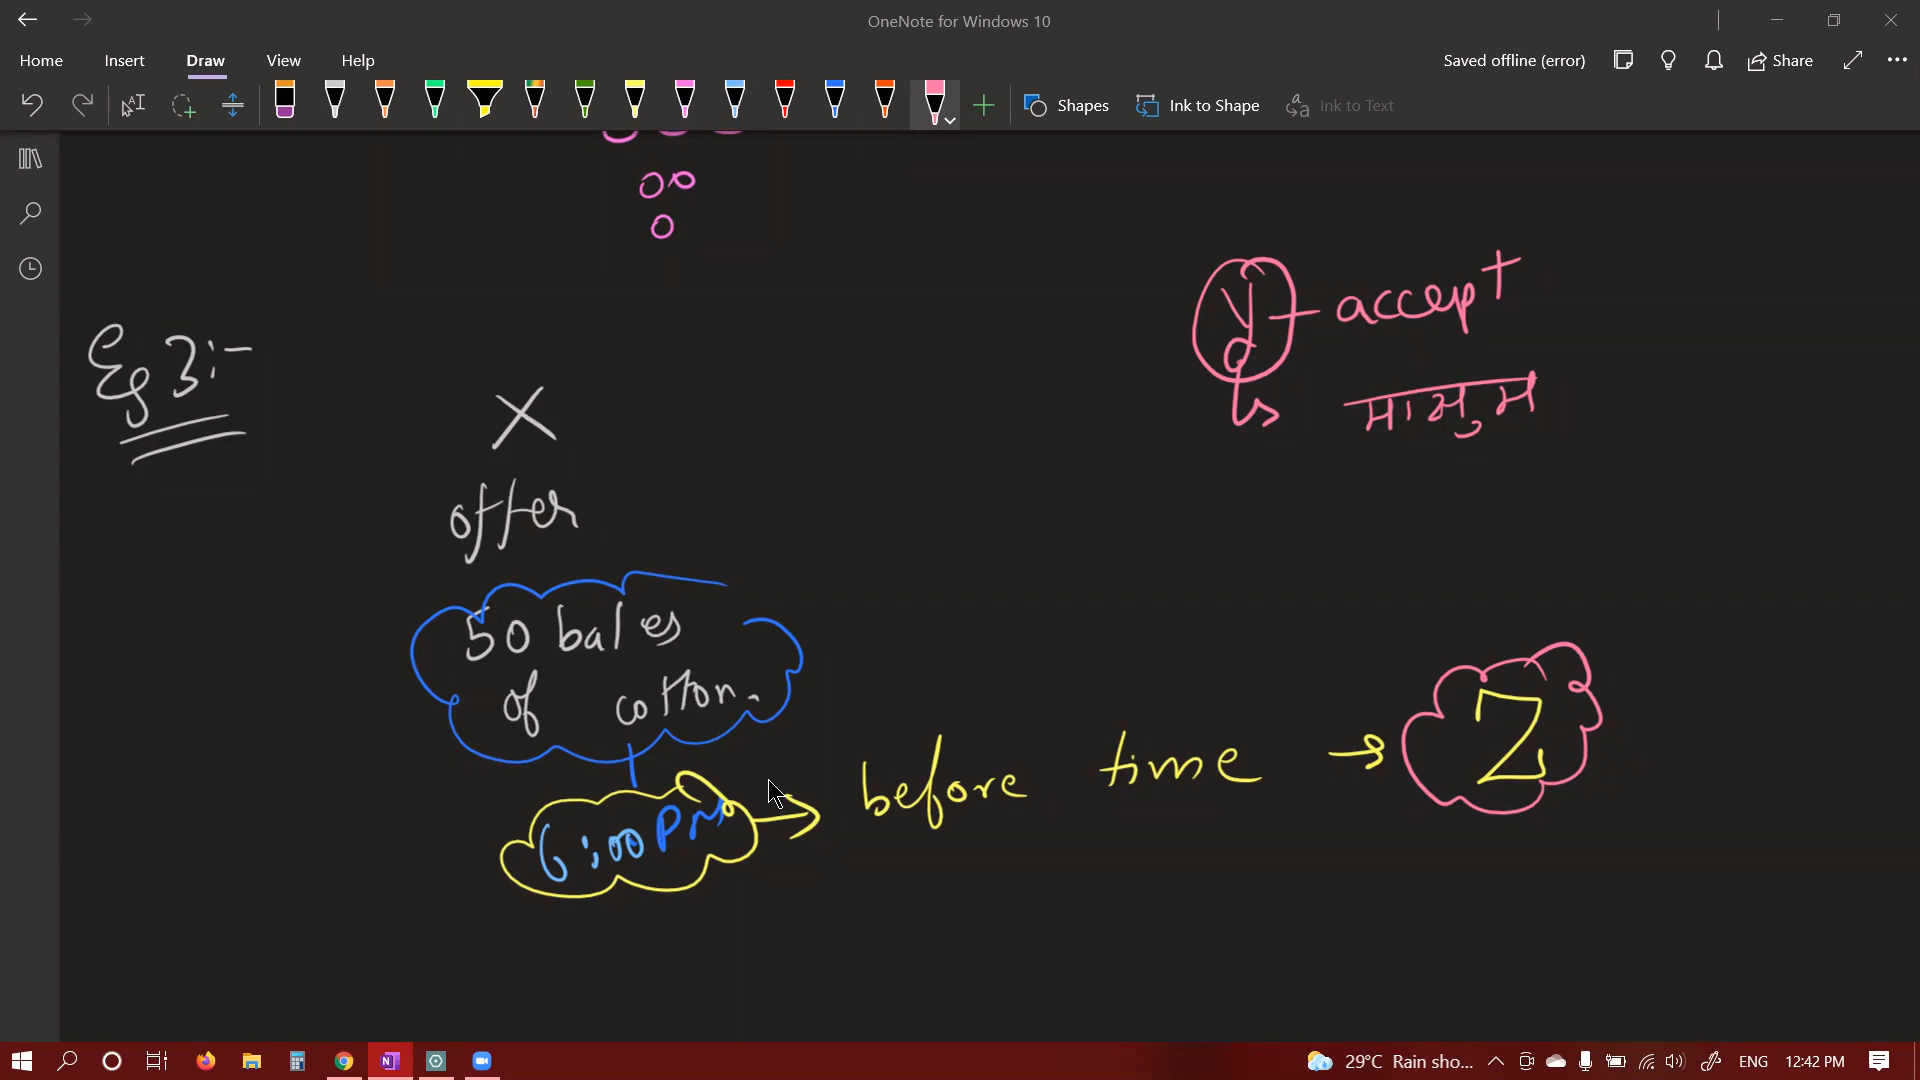 OneNote for Windows 10
Home Insert Draw View Help
Saved offline (error) Share
Shapes Ink to Shape Ink to Text
y - accept
Eg 3:-
मासुम
X
offer
50 bales
of cotton.
before time → Z
6:00 PM
29°C Rain sho... ENG 12:42 PM